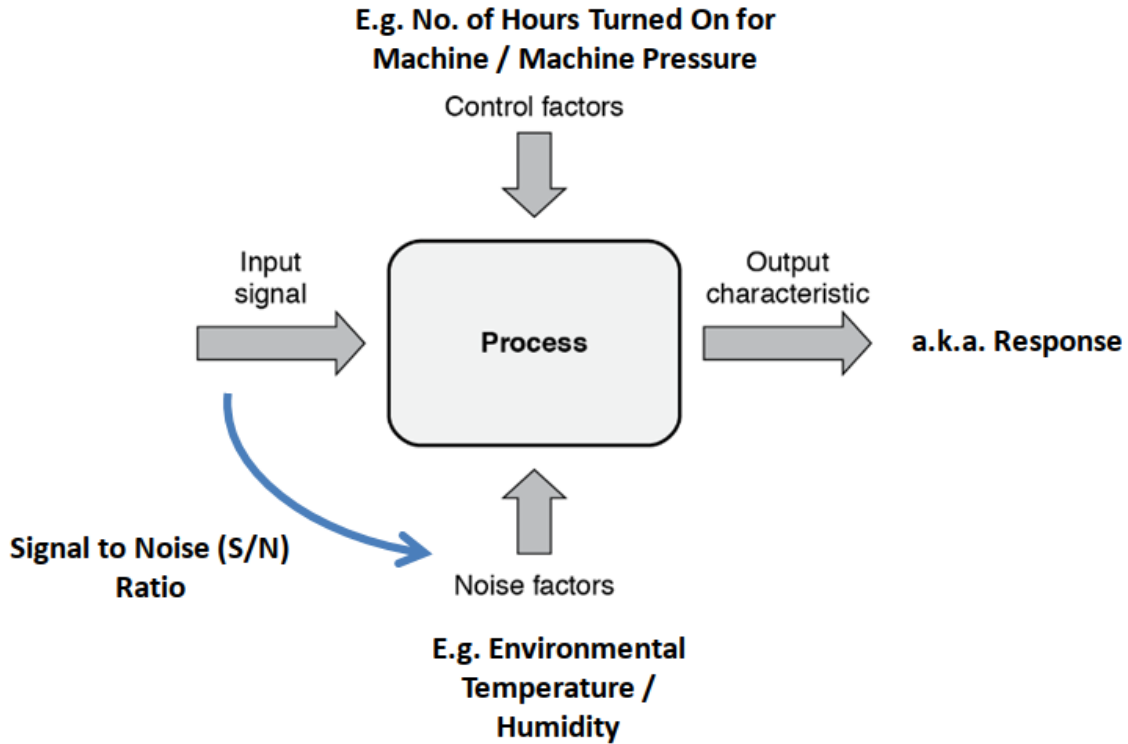 E.g. No. of Hours Turned On for
Machine / Machine Pressure
Control factors
Input
signal
Process
Output
characteristic
a.k.a. Response
Signal to Noise (S/N)
Ratio
Noise factors
E.g. Environmental
Temperature /
Humidity